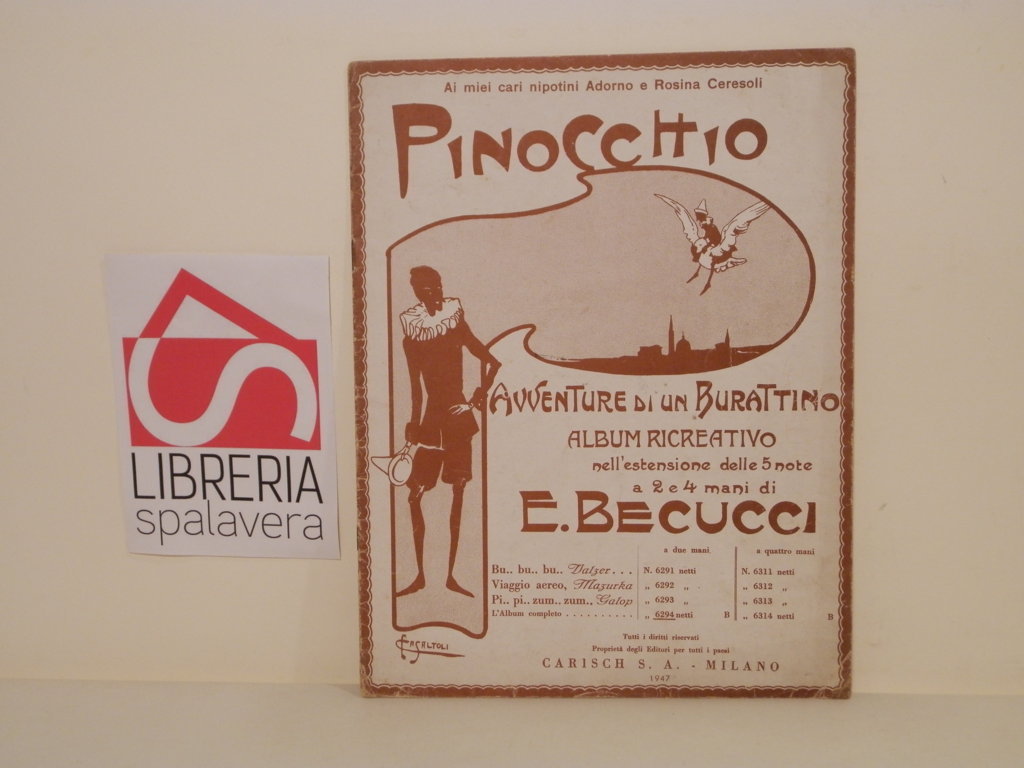 Ai miei cari nipotini Adorno e Rosina Ceresoli
PINOCCHIO
AVVENTURE DI UN BURATTINO
ALBUM RICREATIVO
nell'estensione delle 5 note
a 2 e 4 mani di
E. BECUCCI
a due mani a quattro mani
Bu.. bu.. bu.. Valzer . . . N. 6291 netti N. 6311 netti
Viaggio aereo, Mazurka „ 6292 „ . „ 6312 „
Pi.. pi.. zum.. zum., Galop „ 6293 „ „ 6313 „
L'Album completo . . . . . . . . . . „ 6294 netti B „ 6314 netti B
Tutti i diritti riservati
Proprietà degli Editori per tutti i paesi
CARISCH S. A. - MILANO
1947
CASALTOLI
LIBRERIA
spalavera